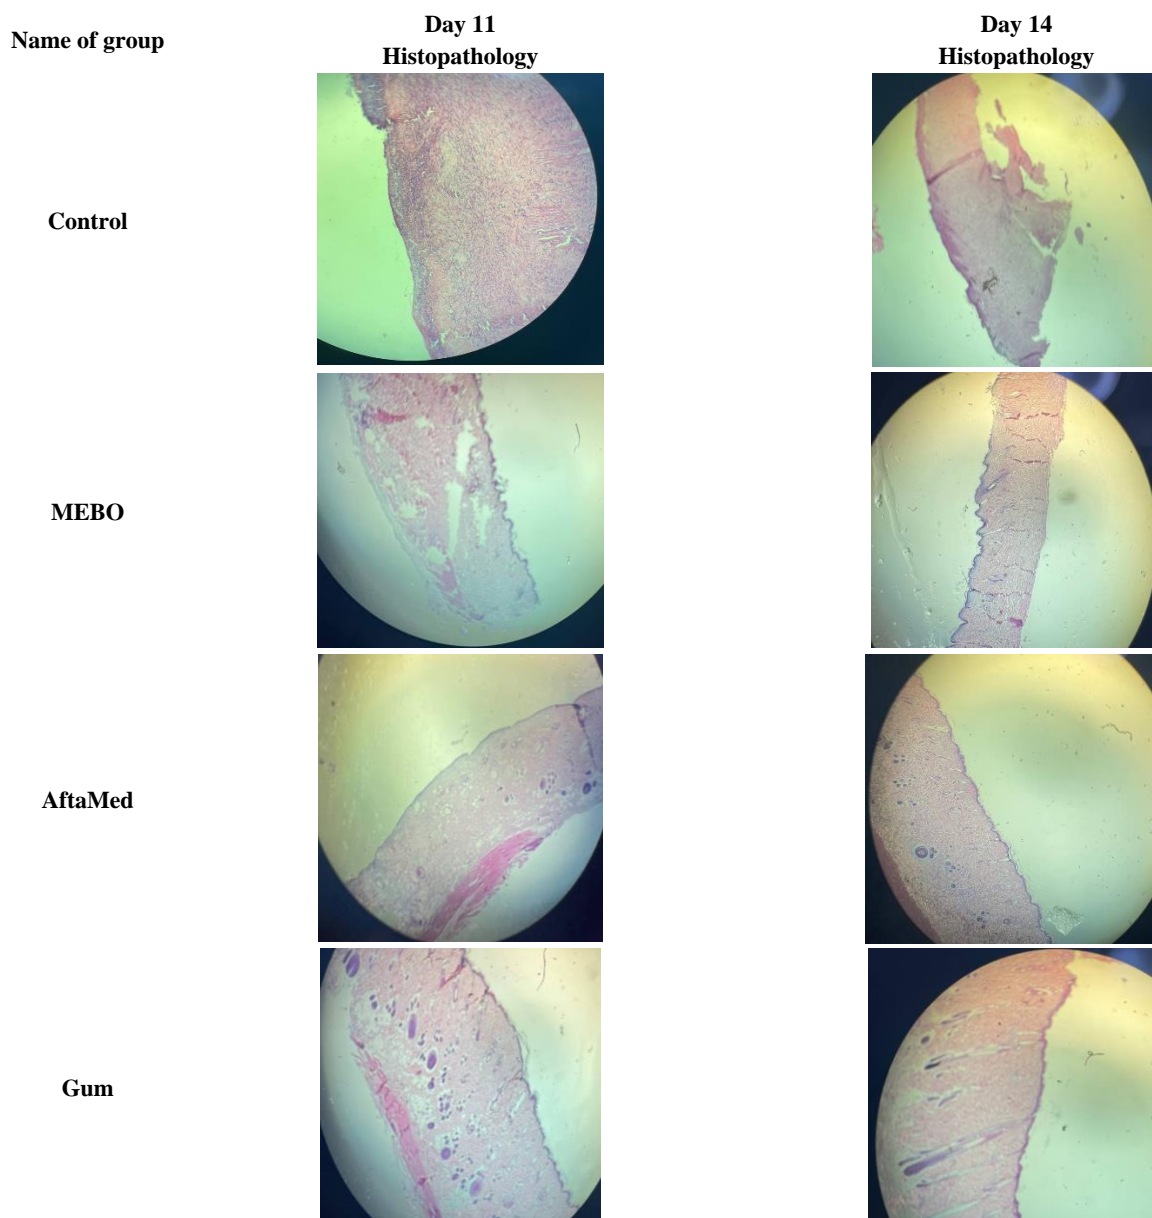 Name of group
Day 11
Histopathology
Day 14
Histopathology
Control
MEBO
AftaMed
Gum